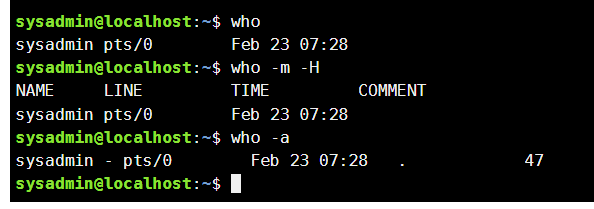 sysadmin@localhost:~$ who
sysadmin pts/0        Feb 23 07:28
sysadmin@localhost:~$ who -m -H
NAME     LINE         TIME         COMMENT
sysadmin pts/0        Feb 23 07:28
sysadmin@localhost:~$ who -a
sysadmin - pts/0        Feb 23 07:28   .            47
sysadmin@localhost:~$